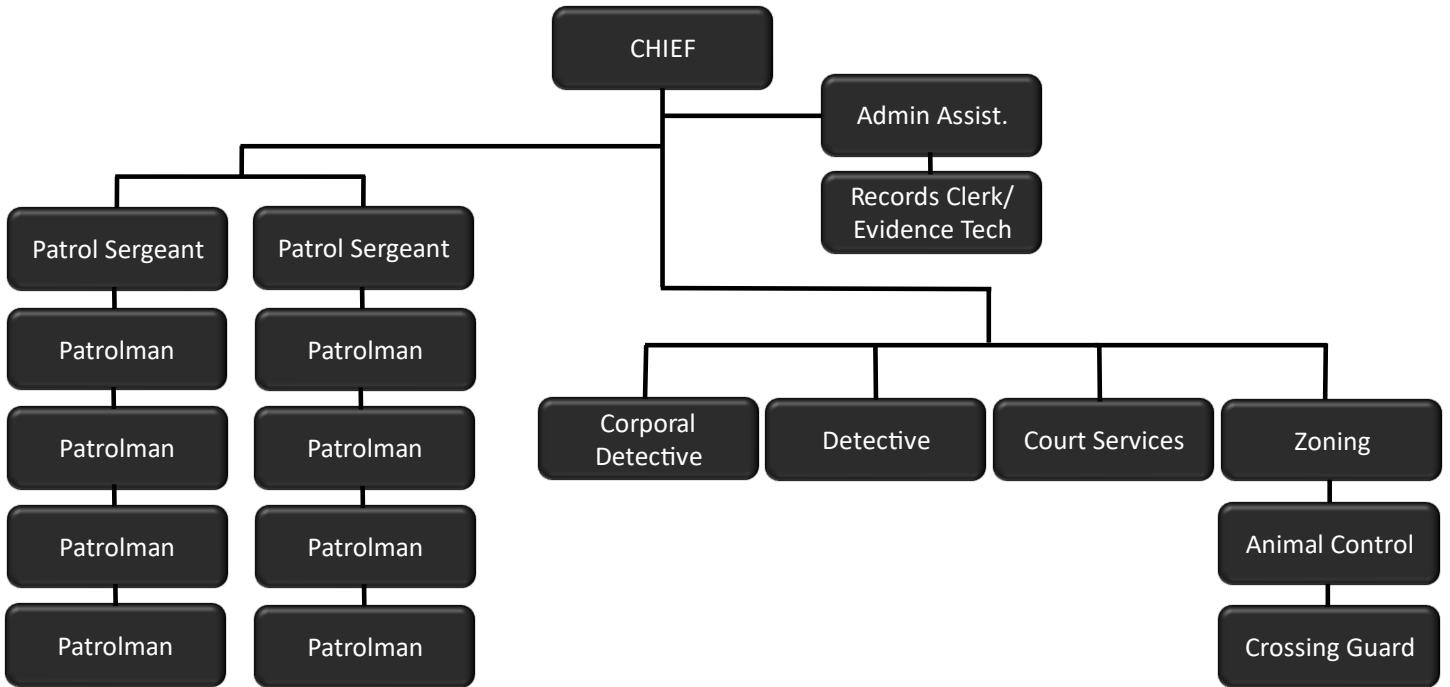 CHIEF
Admin Assist.
Records Clerk/
Evidence Tech
Patrol Sergeant
Patrol Sergeant
Patrolman
Patrolman
Patrolman
Patrolman
Patrolman
Patrolman
Patrolman
Patrolman
Corporal
Detective
Detective
Court Services
Zoning
Animal Control
Crossing Guard